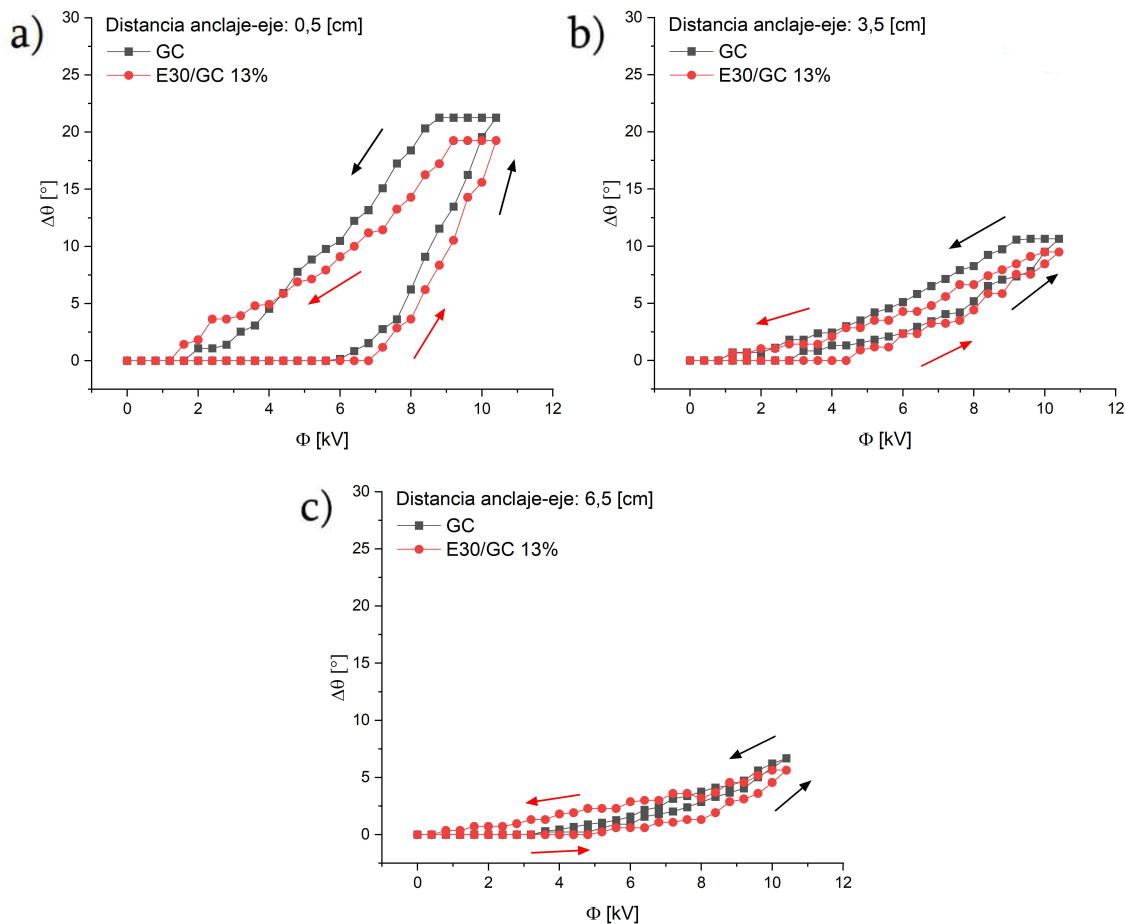 a)
Distancia anclaje-eje: 0,5 [cm]
GC
E30/GC 13%
30
25
20
15
10
5
0
Δθ [°]
0 2 4 6 8 10 12
Φ [kV]
b)
Distancia anclaje-eje: 3,5 [cm]
GC
E30/GC 13%
30
25
20
15
10
5
0
Δθ [°]
0 2 4 6 8 10 12
Φ [kV]
c)
Distancia anclaje-eje: 6,5 [cm]
GC
E30/GC 13%
30
25
20
15
10
5
0
Δθ [°]
0 2 4 6 8 10 12
Φ [kV]